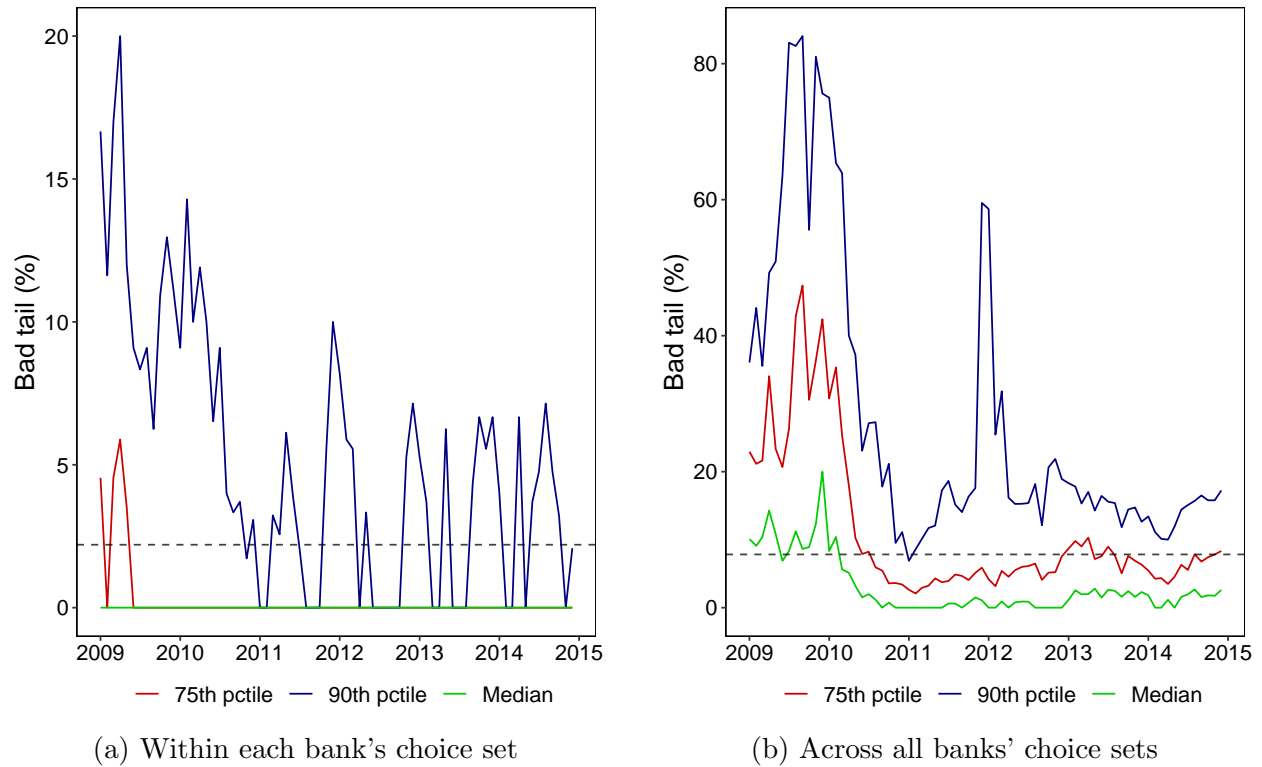 Bad tail (%)
20
15
10
5
0
2009 2010 2011 2012 2013 2014 2015
75th pctile 90th pctile Median
(a) Within each bank's choice set
Bad tail (%)
80
60
40
20
0
2009 2010 2011 2012 2013 2014 2015
75th pctile 90th pctile Median
(b) Across all banks' choice sets